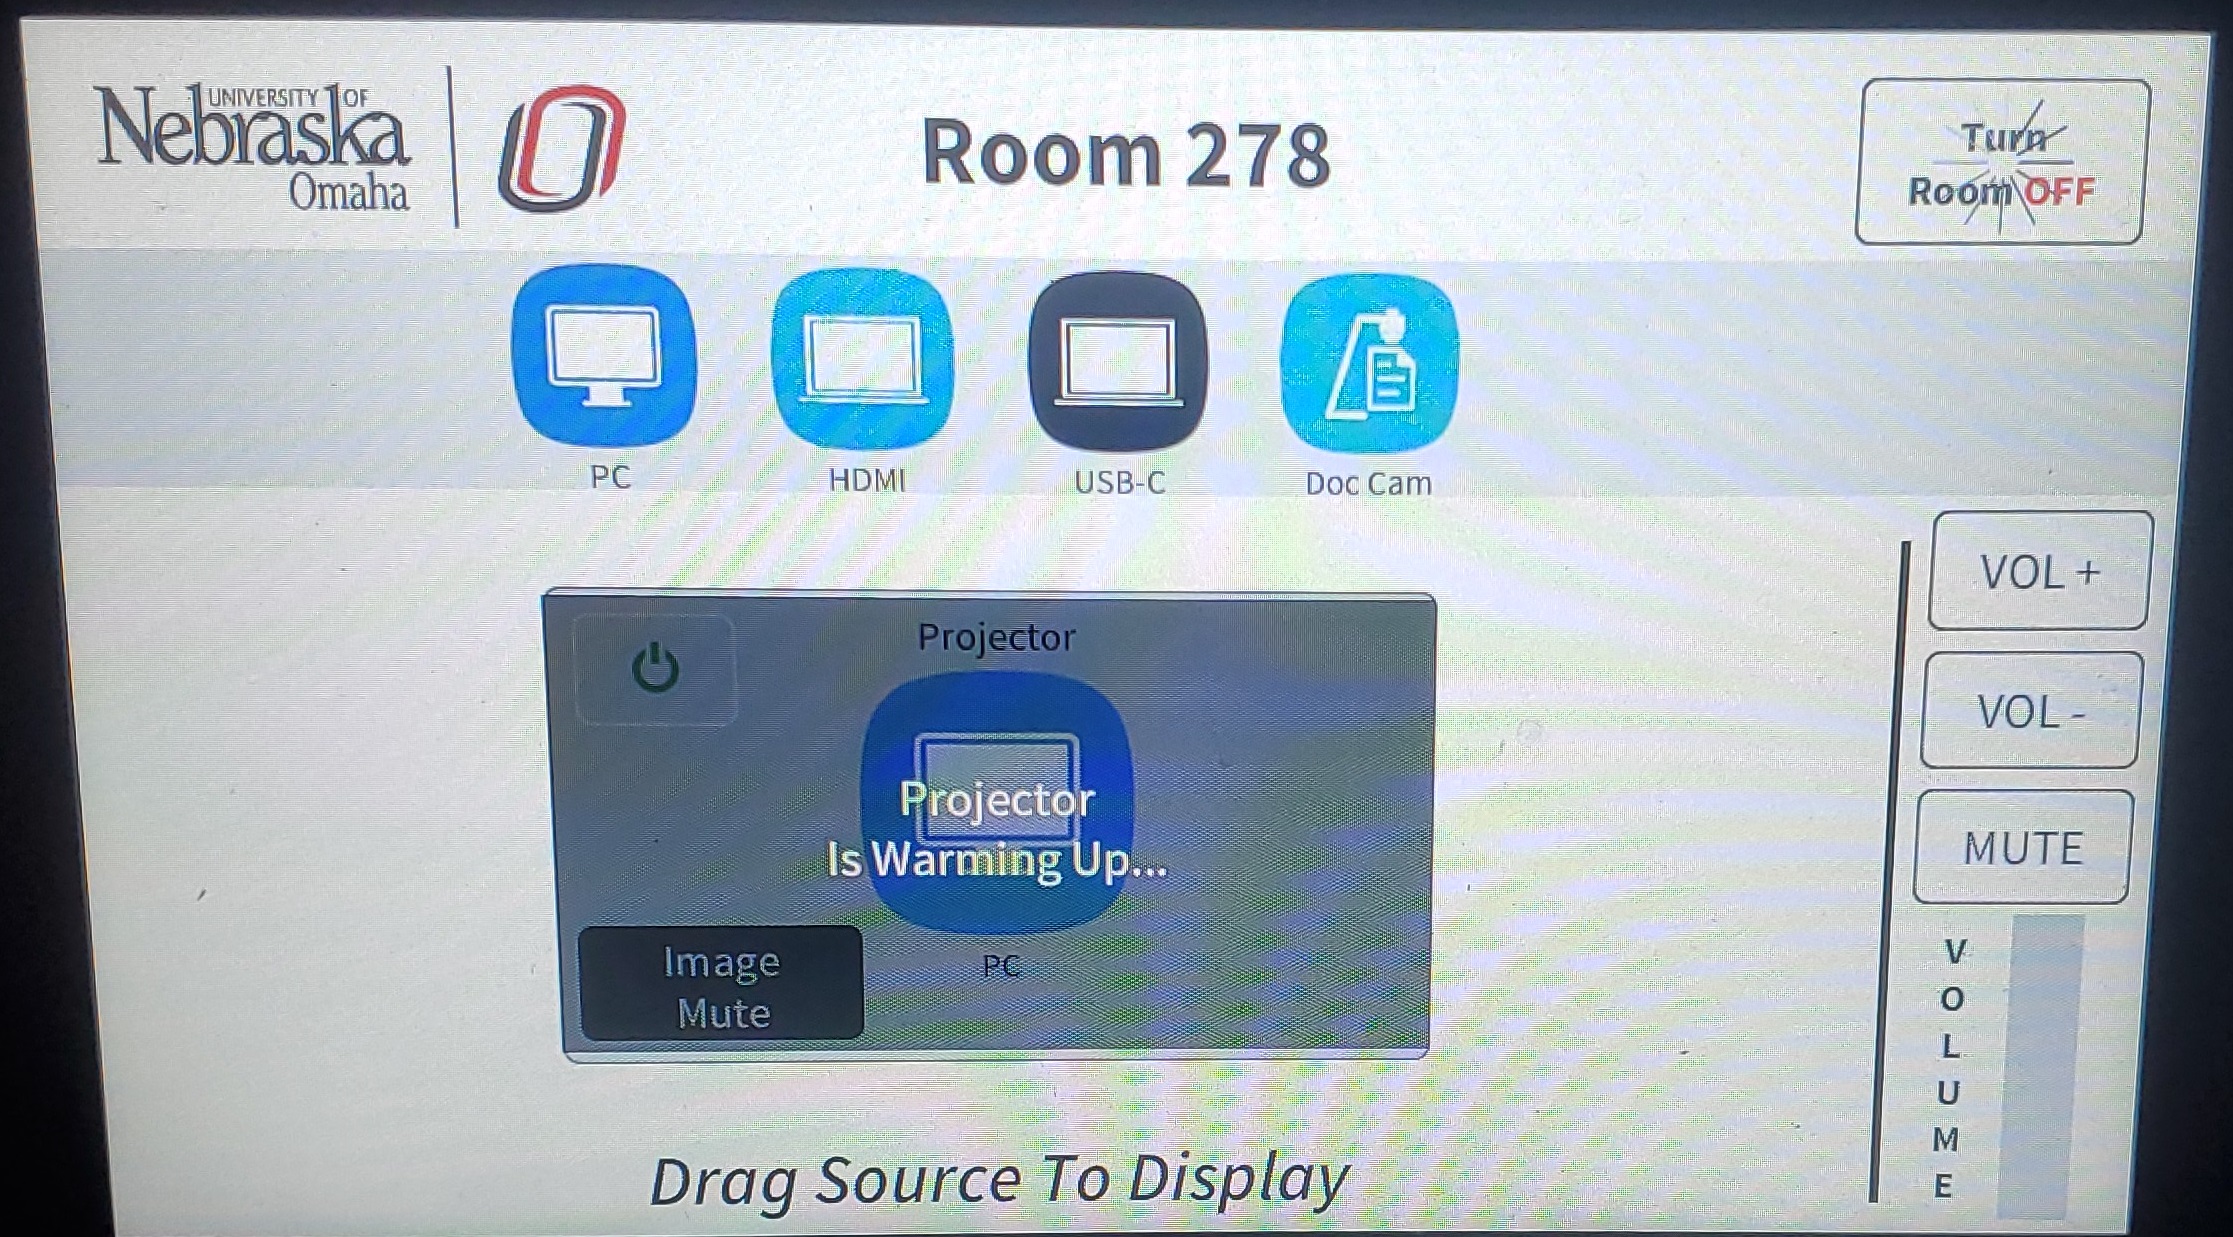 UNIVERSITY OF
Nebraska
Omaha
Room 278
Turn
Room OFF
PC
HDMI
USB-C
Doc Cam
VOL +
VOL -
MUTE
VOLUME
Projector
Projector
Is Warming Up...
PC
Image
Mute
Drag Source To Display